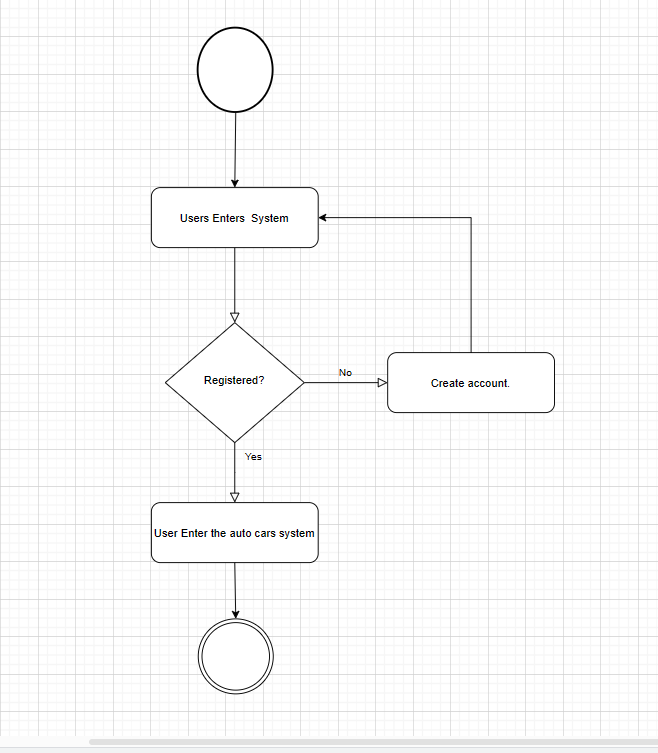 Users Enters  System
Registered?
No
Create account.
Yes
User Enter the auto cars system